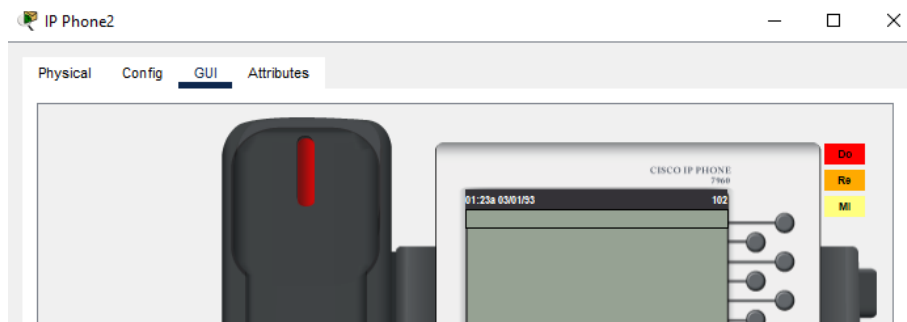 IP Phone2
Physical Config GUI Attributes
CISCO IP PHONE
7960
01:23a 03/01/93 102
Do
Re
MI